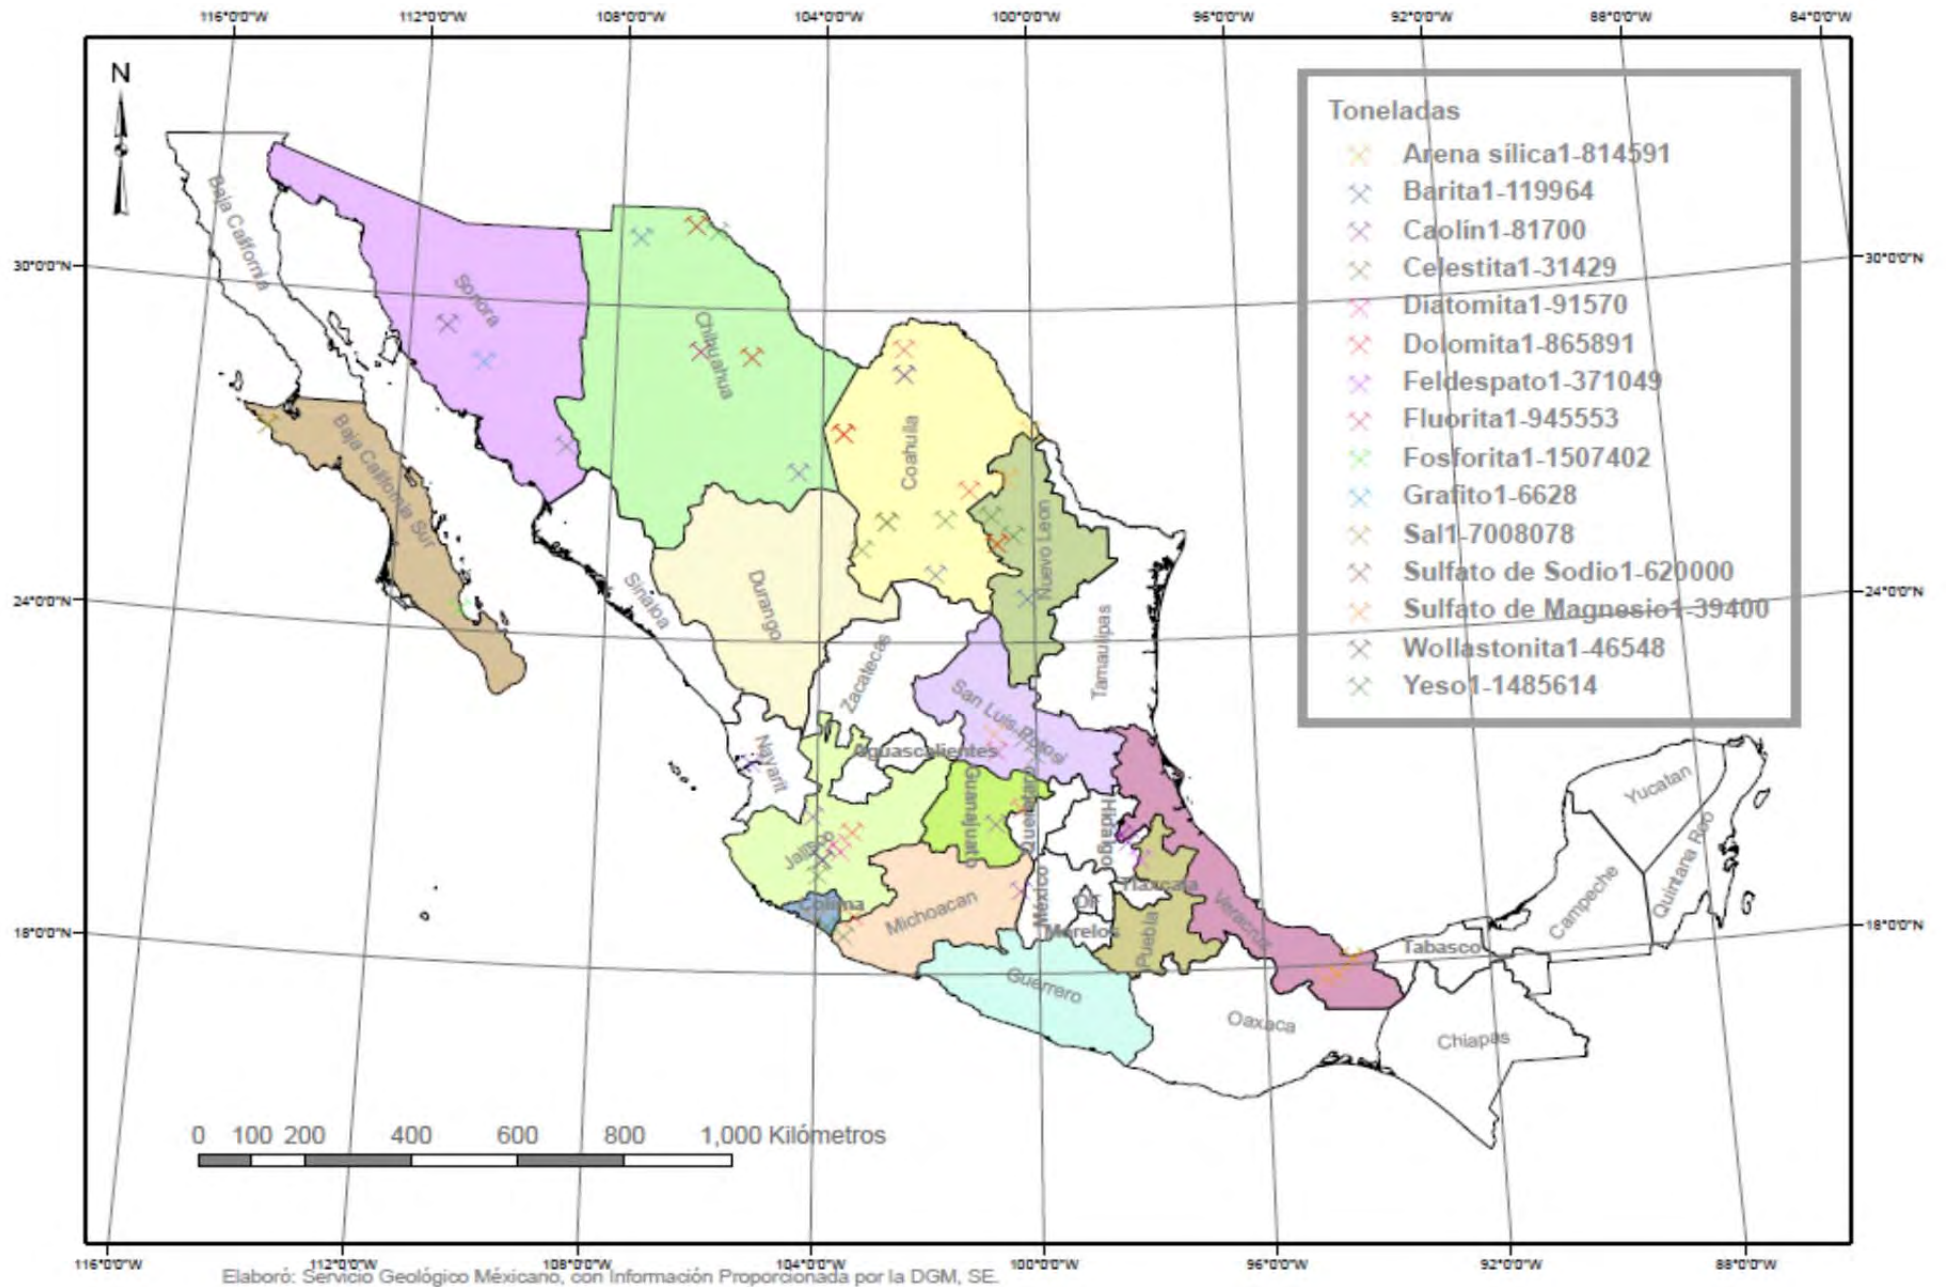 116°0'0"W 112°0'0"W 108°0'0"W 104°0'0"W 100°0'0"W 96°0'0"W 92°0'0"W 88°0'0"W 84°0'0"W
N
Toneladas
Arena sílica1-814591
Barita1-119964
Caolín1-81700
Celestita1-31429
Diatomita1-91570
Dolomita1-865891
Feldespato1-371049
Fluorita1-945553
Fosforita1-1507402
Grafito1-6628
Sal1-7008078
Sulfato de Sodio1-620000
Sulfato de Magnesio1-39400
Wollastonita1-46548
Yeso1-1485614
30°0'0"N
30°0'0"N
24°0'0"N
24°0'0"N
18°0'0"N
18°0'0"N
Baja California
Sonora
Chihuahua
Coahuila
Baja California Sur
Nuevo Leon
Sinaloa
Durango
Tamaulipas
Zacatecas
San Luis Potosi
Nayarit
Aguascalientes
Guanajuato
Queretaro
Hidalgo
Jalisco
Tlaxcala
Colima
Michoacan
México
DF
Morelos
Puebla
Veracruz
Guerrero
Oaxaca
Tabasco
Chiapas
Campeche
Yucatan
Quintana Roo
0 100 200 400 600 800 1,000 Kilómetros
116°0'0"W 112°0'0"W 108°0'0"W 104°0'0"W 100°0'0"W 96°0'0"W 92°0'0"W 88°0'0"W
Elaboró: Servicio Geológico Méxicano, con Información Proporcionada por la DGM, SE.